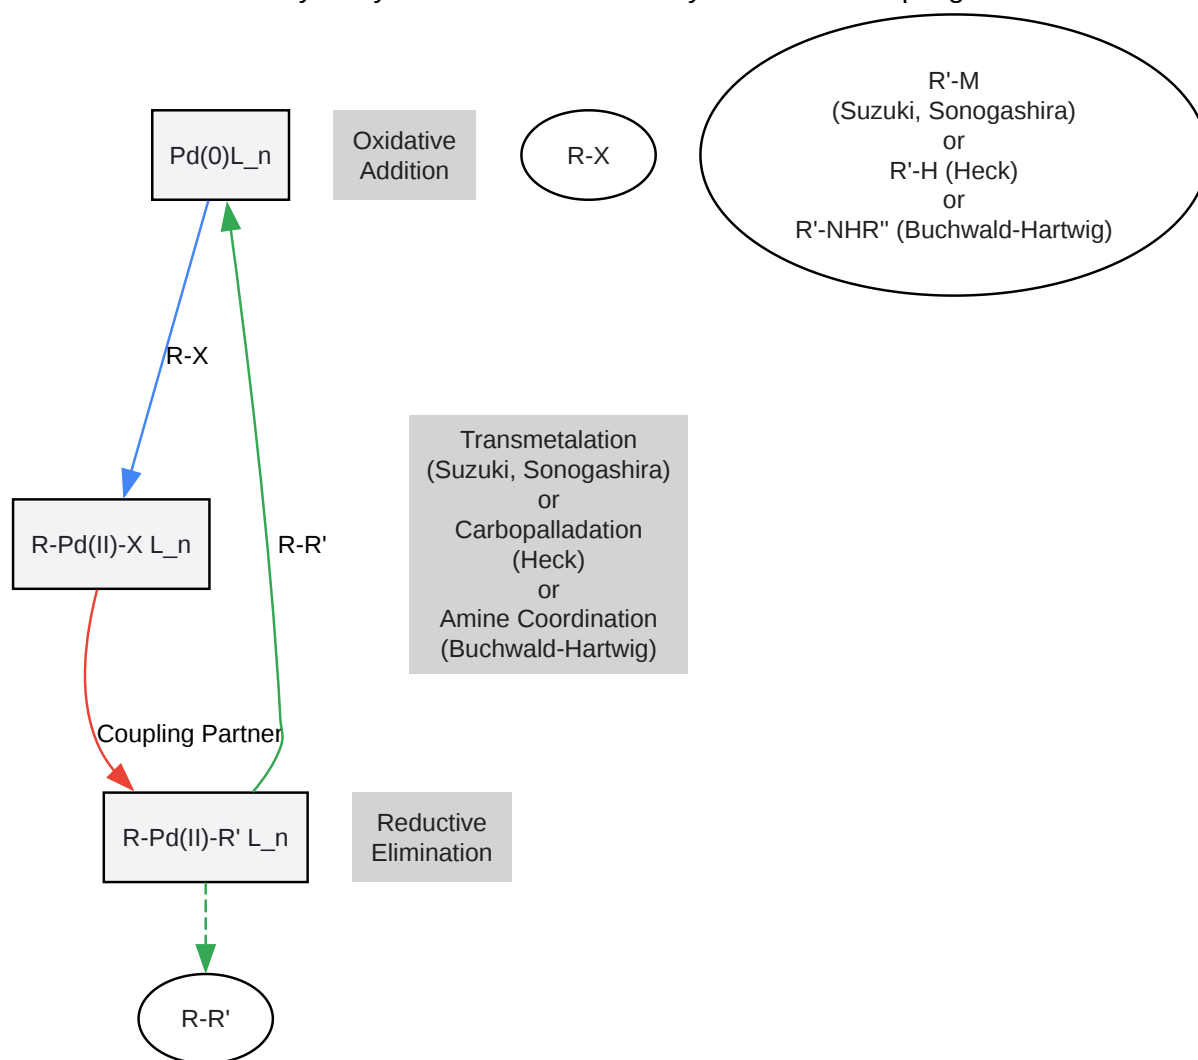 R'-M
(Suzuki, Sonogashira)
or
R'-H (Heck)
or
R'-NHR" (Buchwald-Hartwig)
Pd(0)L_n
Oxidative
Addition
R-X
R-X
Transmetalation
(Suzuki, Sonogashira)
or
Carbopalladation
(Heck)
or
Amine Coordination
(Buchwald-Hartwig)
R-Pd(II)-X L_n
R-R'
Coupling Partner
R-Pd(II)-R' L_n
Reductive
Elimination
R-R'